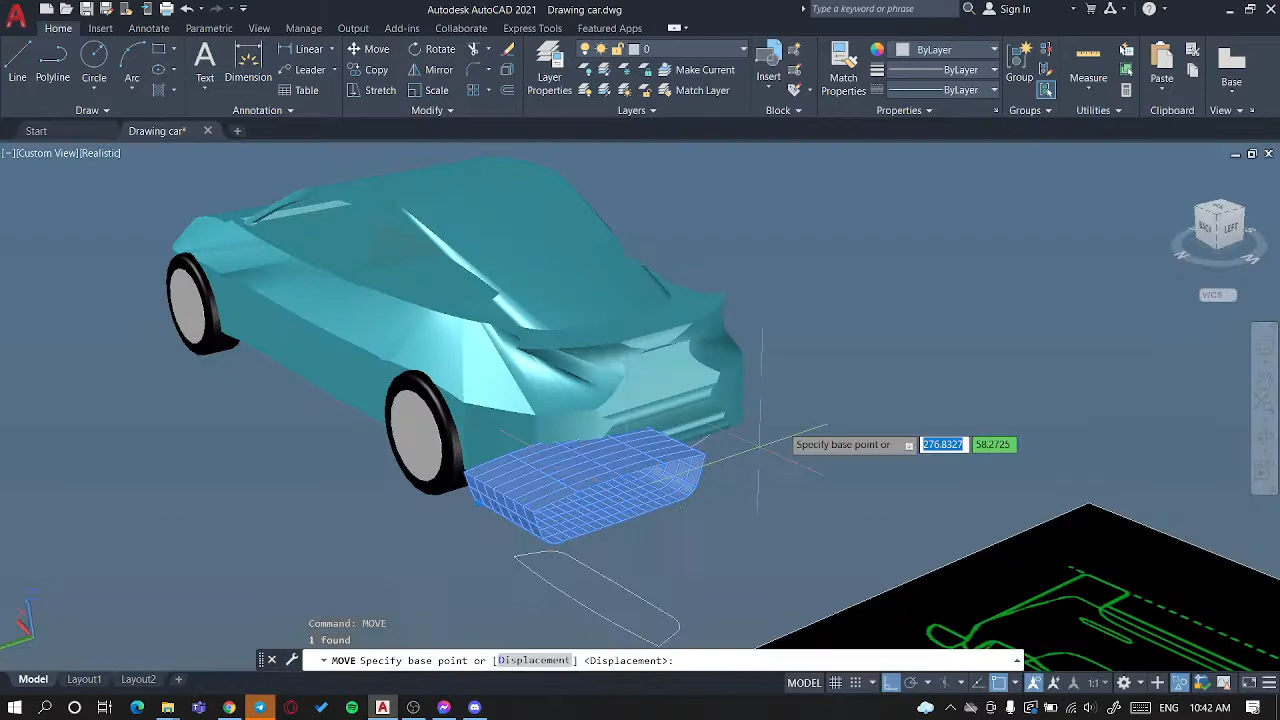 Autodesk AutoCAD 2021 Drawing car.dwg
Type a keyword or phrase
Sign In
Home Insert Annotate Parametric View Manage Output Add-ins Collaborate Express Tools Featured Apps
Line Polyline Circle Arc
Draw
Text Dimension
Linear
Leader
Table
Annotation
Move Rotate
Copy
Stretch Scale
Modify
Layer Properties
0
Make Current
Match Layer
Layers
Insert
Block
Match Properties
ByLayer
ByLayer
ByLayer
Properties
Group
Groups
Measure
Utilities
Paste
Clipboard
Base
View
Start Drawing car*
[−][Custom View][Realistic]
BACK LEFT
N
WCS
Specify base point or 276.8327 58.2725
Command: MOVE
1 found
MOVE Specify base point or [Displacement] <Displacement>:
Model Layout1 Layout2 +
MODEL 1:1
ENG 10:42 AM